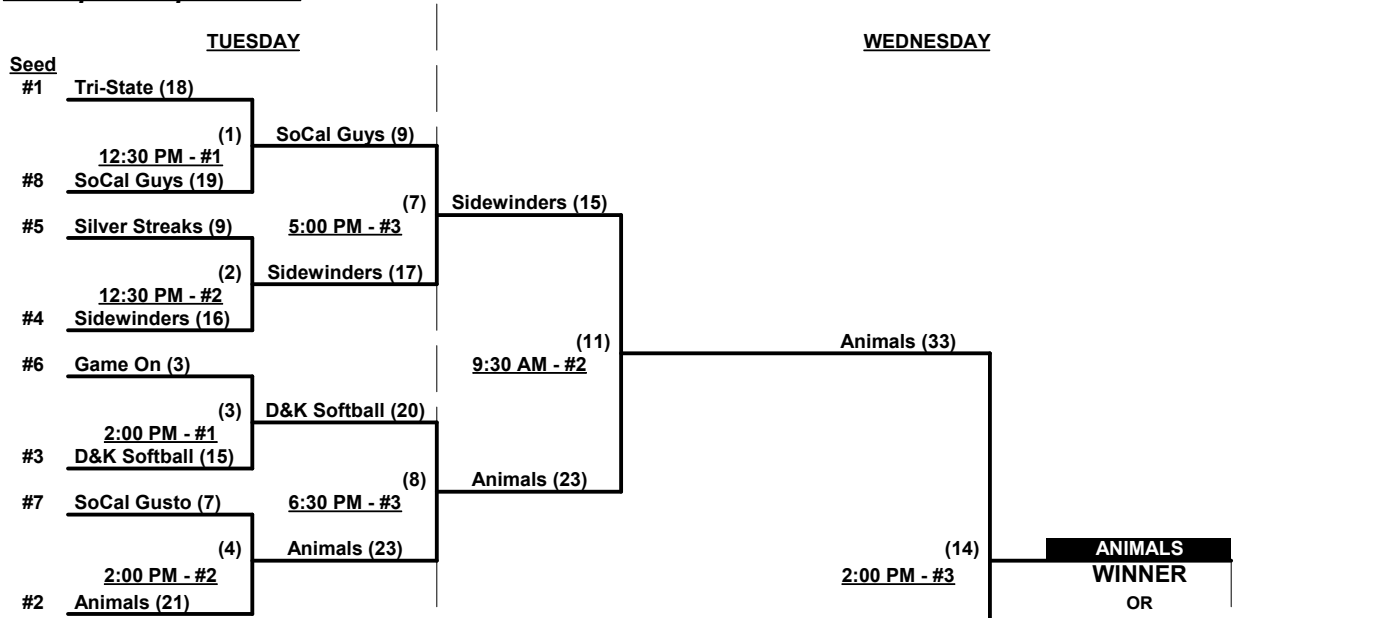 TUESDAY
WEDNESDAY
Seed
#1 Tri-State (18)
(1) SoCal Guys (9)
12:30 PM - #1
#8 SoCal Guys (19)
(7) Sidewinders (15)
#5 Silver Streaks (9) 5:00 PM - #3
(2) Sidewinders (17)
12:30 PM - #2
#4 Sidewinders (16)
(11) Animals (33)
#6 Game On (3) 9:30 AM - #2
(3) D&K Softball (20)
2:00 PM - #1
#3 D&K Softball (15)
(8) Animals (23)
#7 SoCal Gusto (7) 6:30 PM - #3
(4) Animals (23) (14) ANIMALS
2:00 PM - #2 2:00 PM - #3 WINNER
#2 Animals (21) OR